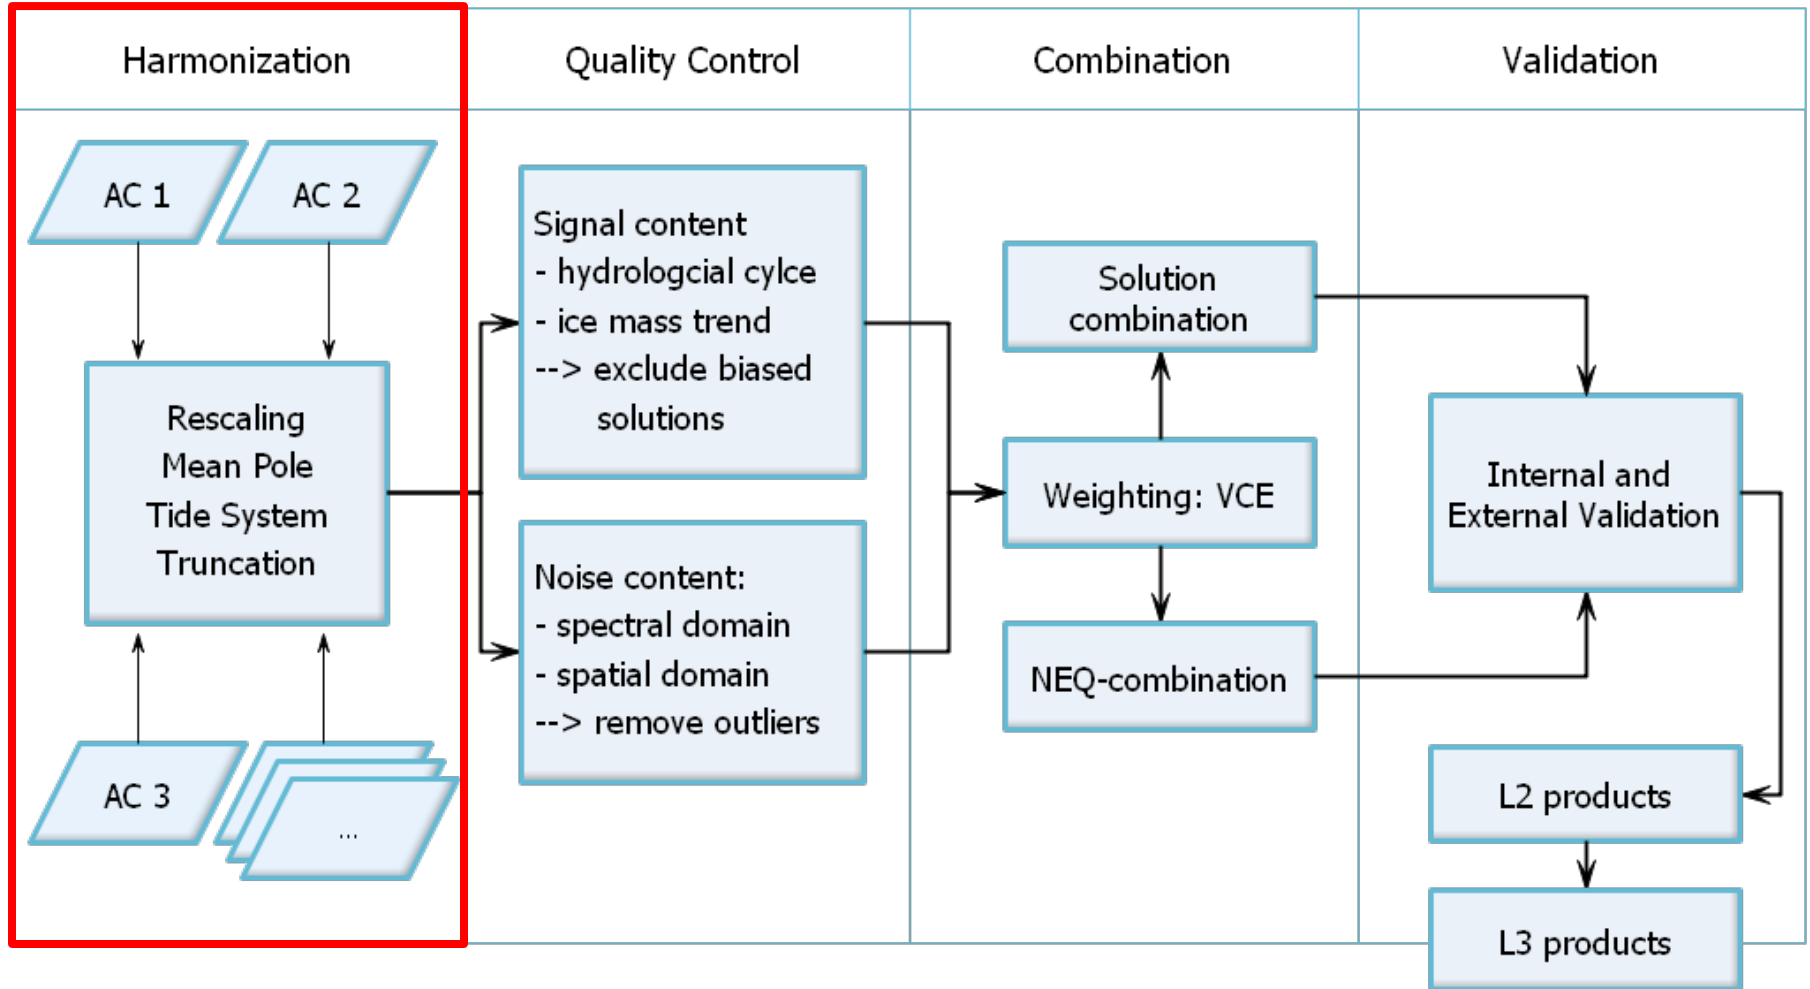 Harmonization
Quality Control
Combination
Validation
AC 1
AC 2
Rescaling
Mean Pole
Tide System
Truncation
AC 3
...
Signal content
- hydrologcial cylce
- ice mass trend
--> exclude biased
solutions
Noise content:
- spectral domain
- spatial domain
--> remove outliers
Solution
combination
Weighting: VCE
NEQ-combination
Internal and
External Validation
L2 products
L3 products